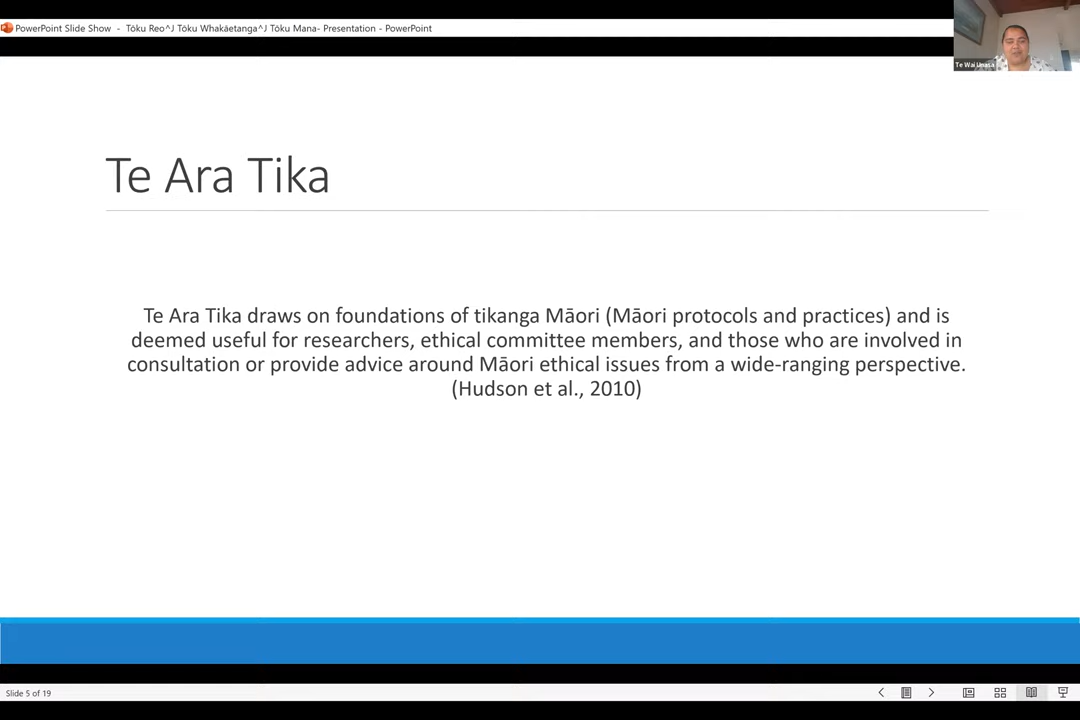 PowerPoint Slide Show - Tōku Reo^J Tōku Whakāetanga^J Tōku Mana- Presentation - PowerPoint
Te Wai Unasa
Te Ara Tika
Te Ara Tika draws on foundations of tikanga Māori (Māori protocols and practices) and is
deemed useful for researchers, ethical committee members, and those who are involved in
consultation or provide advice around Māori ethical issues from a wide-ranging perspective.
(Hudson et al., 2010)
Slide 5 of 19